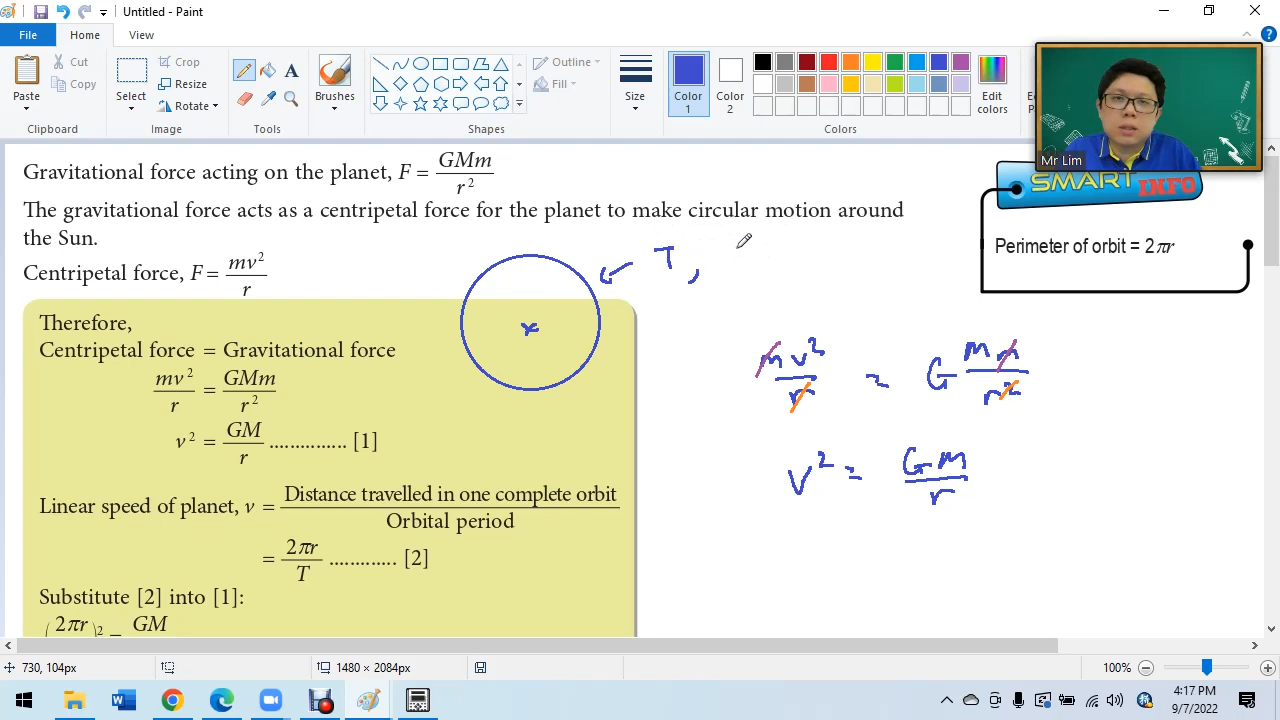 Untitled - Paint
File Home View
Paste Cut Copy Clipboard
Select Crop Resize Rotate Image
Tools
Brushes
Shapes
Outline Fill
Size
Color 1 Color 2 Edit colors
Colors
Mr Lim
SMART INFO
Perimeter of orbit = 2πr
Gravitational force acting on the planet, F = GMm / r²
The gravitational force acts as a centripetal force for the planet to make circular motion around
the Sun.
Centripetal force, F = mv² / r
T,
Therefore,
Centripetal force = Gravitational force
mv² / r = GMm / r²
v² = GM / r ............... [1]
Linear speed of planet, v = Distance travelled in one complete orbit / Orbital period
= 2πr / T ............. [2]
Substitute [2] into [1]:
(2πr )² = GM
mv² / r = G Mm / r²
v² = GM / r
730, 104px
1480 × 2084px
100%
4:17 PM
9/7/2022